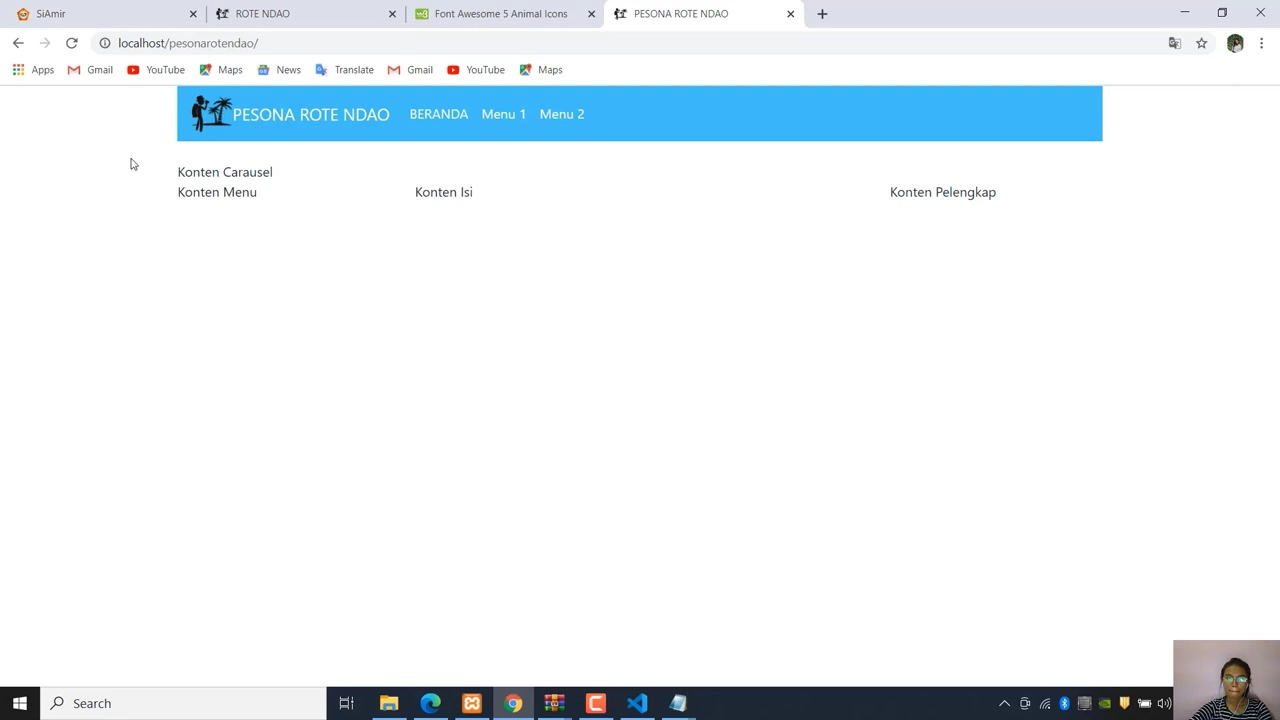 SiAmir
ROTE NDAO
Font Awesome 5 Animal Icons
PESONA ROTE NDAO
localhost/pesonarotendao/
Apps Gmail YouTube Maps News Translate Gmail YouTube Maps
PESONA ROTE NDAO BERANDA Menu 1 Menu 2
Konten Carausel
Konten Menu Konten Isi Konten Pelengkap
Search